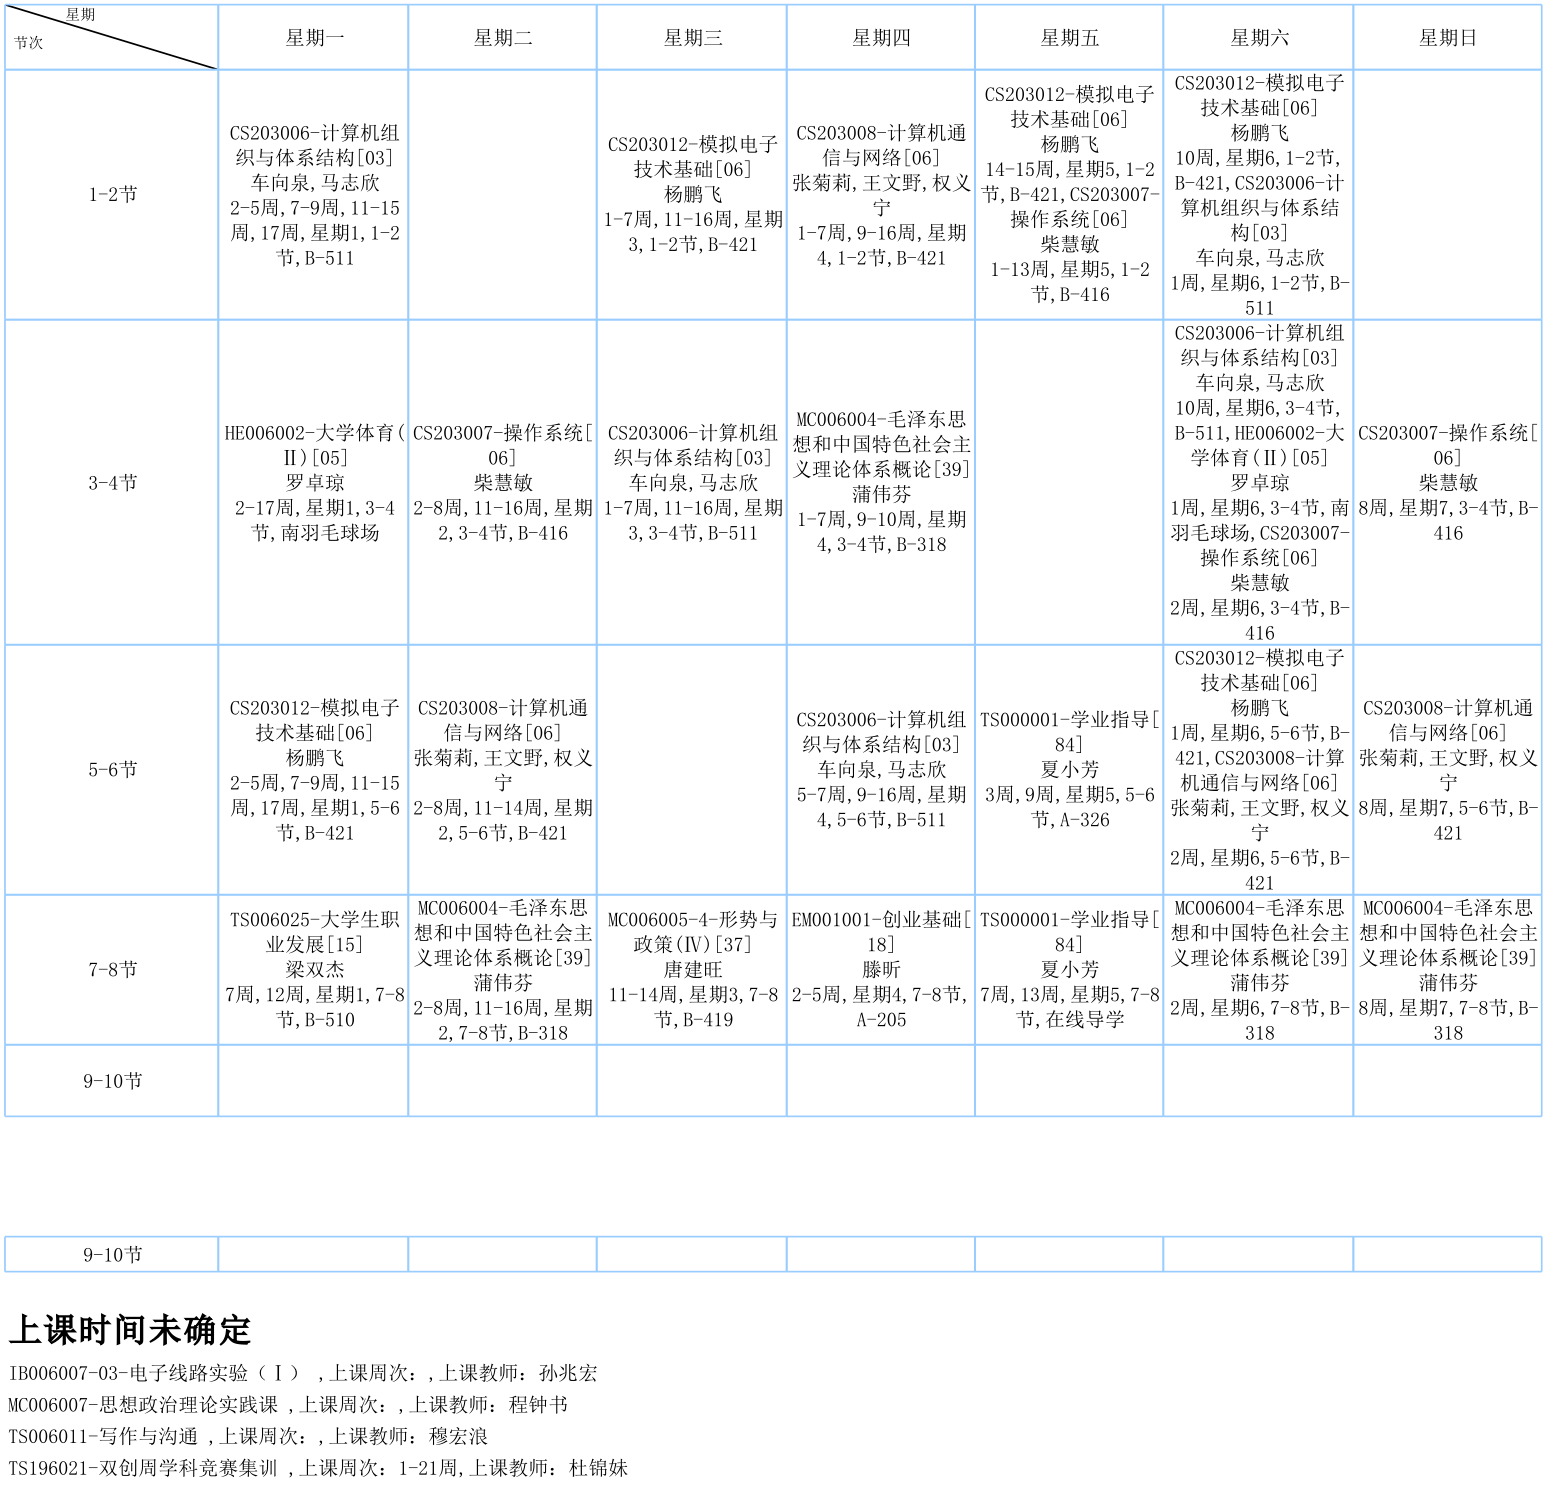 星期
节次
星期一
星期二
星期三
星期四
星期五
星期六
星期日
1-2节
CS203006-计算机组
织与体系结构[03]
车向泉,马志欣
2-5周,7-9周,11-15
周,17周,星期1,1-2
节,B-511
CS203012-模拟电子
技术基础[06]
杨鹏飞
1-7周,11-16周,星期
3,1-2节,B-421
CS203008-计算机通
信与网络[06]
张菊莉,王文野,权义
宁
1-7周,9-16周,星期
4,1-2节,B-421
CS203012-模拟电子
技术基础[06]
杨鹏飞
14-15周,星期5,1-2
节,B-421,CS203007-
操作系统[06]
柴慧敏
1-13周,星期5,1-2
节,B-416
CS203012-模拟电子
技术基础[06]
杨鹏飞
10周,星期6,1-2节,
B-421,CS203006-计
算机组织与体系结
构[03]
车向泉,马志欣
1周,星期6,1-2节,B-
511
3-4节
HE006002-大学体育(
Ⅱ)[05]
罗卓琼
2-17周,星期1,3-4
节,南羽毛球场
CS203007-操作系统[
06]
柴慧敏
2-8周,11-16周,星期
2,3-4节,B-416
CS203006-计算机组
织与体系结构[03]
车向泉,马志欣
1-7周,11-16周,星期
3,3-4节,B-511
MC006004-毛泽东思
想和中国特色社会主
义理论体系概论[39]
蒲伟芬
1-7周,9-10周,星期
4,3-4节,B-318
CS203006-计算机组
织与体系结构[03]
车向泉,马志欣
10周,星期6,3-4节,
B-511,HE006002-大
学体育(Ⅱ)[05]
罗卓琼
1周,星期6,3-4节,南
羽毛球场,CS203007-
操作系统[06]
柴慧敏
2周,星期6,3-4节,B-
416
CS203007-操作系统[
06]
柴慧敏
8周,星期7,3-4节,B-
416
5-6节
CS203012-模拟电子
技术基础[06]
杨鹏飞
2-5周,7-9周,11-15
周,17周,星期1,5-6
节,B-421
CS203008-计算机通
信与网络[06]
张菊莉,王文野,权义
宁
2-8周,11-14周,星期
2,5-6节,B-421
CS203006-计算机组
织与体系结构[03]
车向泉,马志欣
5-7周,9-16周,星期
4,5-6节,B-511
TS000001-学业指导[
84]
夏小芳
3周,9周,星期5,5-6
节,A-326
CS203012-模拟电子
技术基础[06]
杨鹏飞
1周,星期6,5-6节,B-
421,CS203008-计算
机通信与网络[06]
张菊莉,王文野,权义
宁
2周,星期6,5-6节,B-
421
CS203008-计算机通
信与网络[06]
张菊莉,王文野,权义
宁
8周,星期7,5-6节,B-
421
7-8节
TS006025-大学生职
业发展[15]
梁双杰
7周,12周,星期1,7-8
节,B-510
MC006004-毛泽东思
想和中国特色社会主
义理论体系概论[39]
蒲伟芬
2-8周,11-16周,星期
2,7-8节,B-318
MC006005-4-形势与
政策(Ⅳ)[37]
唐建旺
11-14周,星期3,7-8
节,B-419
EM001001-创业基础[
18]
滕昕
2-5周,星期4,7-8节,
A-205
TS000001-学业指导[
84]
夏小芳
7周,13周,星期5,7-8
节,在线导学
MC006004-毛泽东思
想和中国特色社会主
义理论体系概论[39]
蒲伟芬
2周,星期6,7-8节,B-
318
MC006004-毛泽东思
想和中国特色社会主
义理论体系概论[39]
蒲伟芬
8周,星期7,7-8节,B-
318
9-10节
9-10节
上课时间未确定
IB006007-03-电子线路实验（Ⅰ） ,上课周次：,上课教师：孙兆宏
MC006007-思想政治理论实践课 ,上课周次：,上课教师：程钟书
TS006011-写作与沟通 ,上课周次：,上课教师：穆宏浪
TS196021-双创周学科竞赛集训 ,上课周次：1-21周,上课教师：杜锦妹